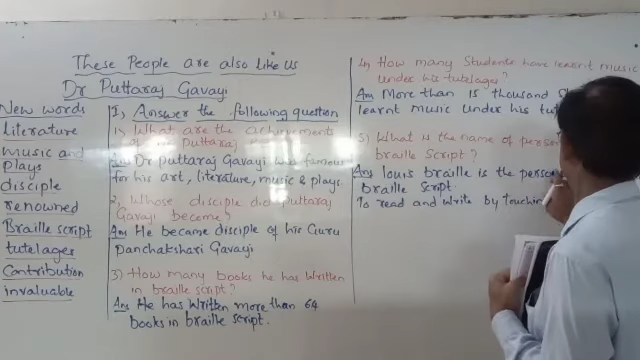 These People are also Like Us
Dr Puttaraj Gavayi
New words
literature
music and
plays
disciple
renowned
Braille script
tutelages
Contribution
invaluable
I, Answer the following question
1, What are the achievements
of Puttaraj
Ans Dr puttaraj Gavayi was famous
for his art, literature, music & plays.
2, Whose disciple did puttaraj
Gavayi become?
Ans He became disciple of his Guru
Panchakshari Gavayi
3) How many books he has written
in braille script?
Ans He has written more than 64
books in braille script.
4, How many Students have learnt music
under his tutelages?
Ans More than 15 thousand
learnt music under his
5) What is the name of person
braille script?
Ans louis braille is the person
Braille script.
To read and write by touching